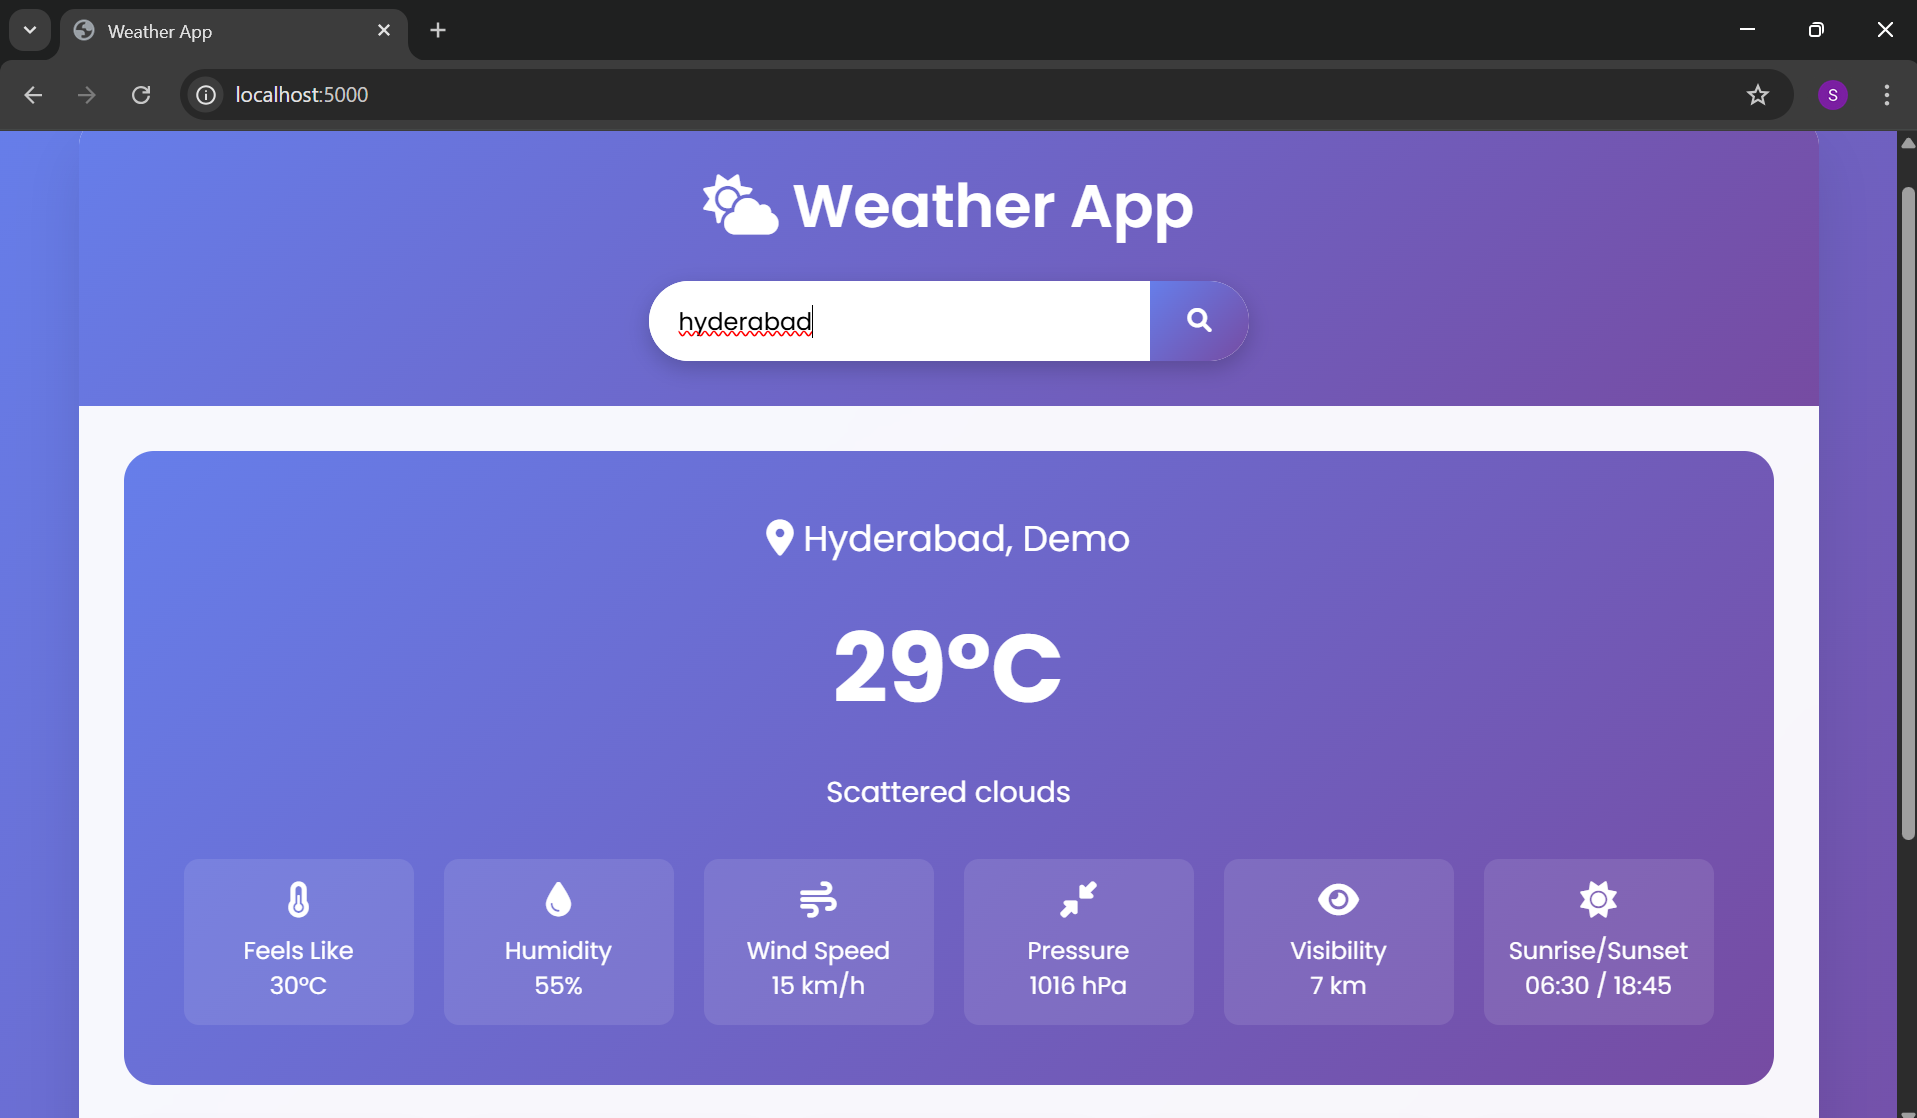 Weather App
localhost:5000
S
Weather App
hyderabad
Hyderabad, Demo
29°C
Scattered clouds
Feels Like
30°C
Humidity
55%
Wind Speed
15 km/h
Pressure
1016 hPa
Visibility
7 km
Sunrise/Sunset
06:30 / 18:45